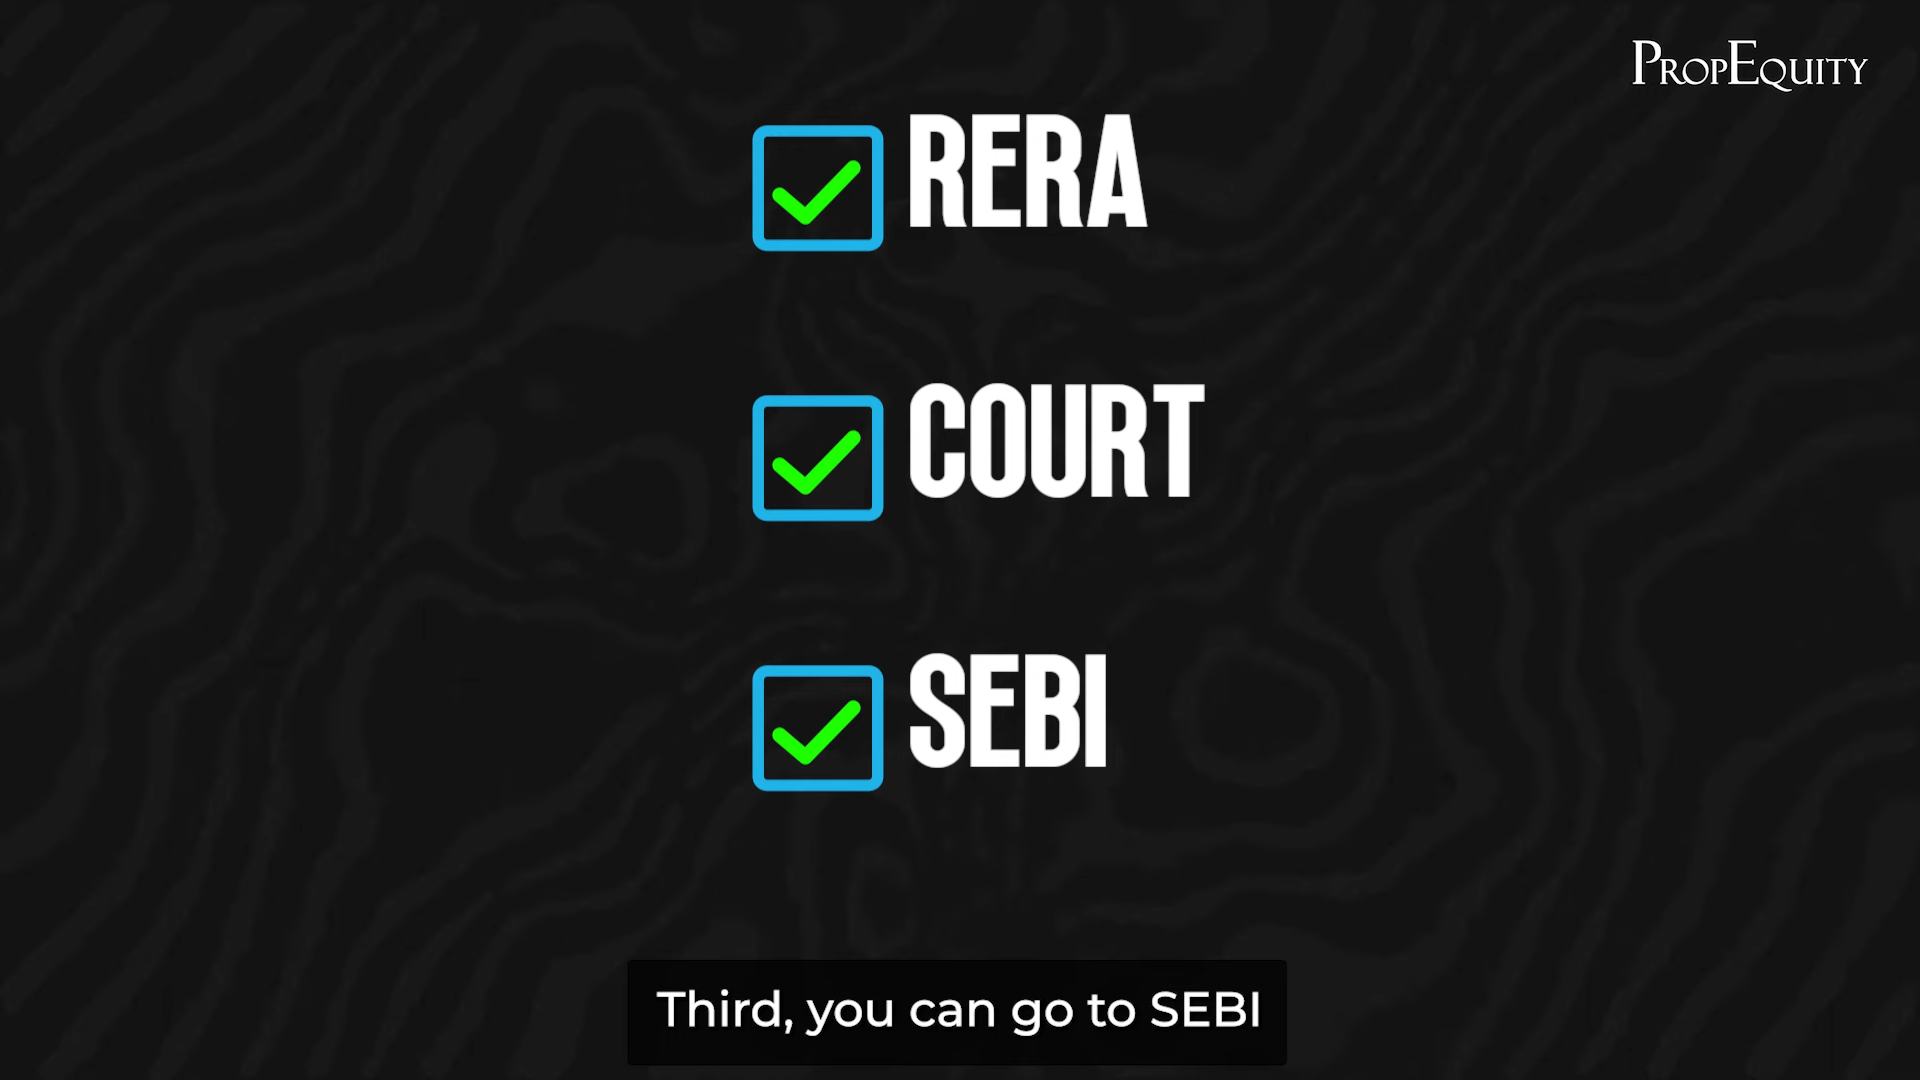 PROPEQUITY
RERA
COURT
SEBI
Third, you can go to SEBI